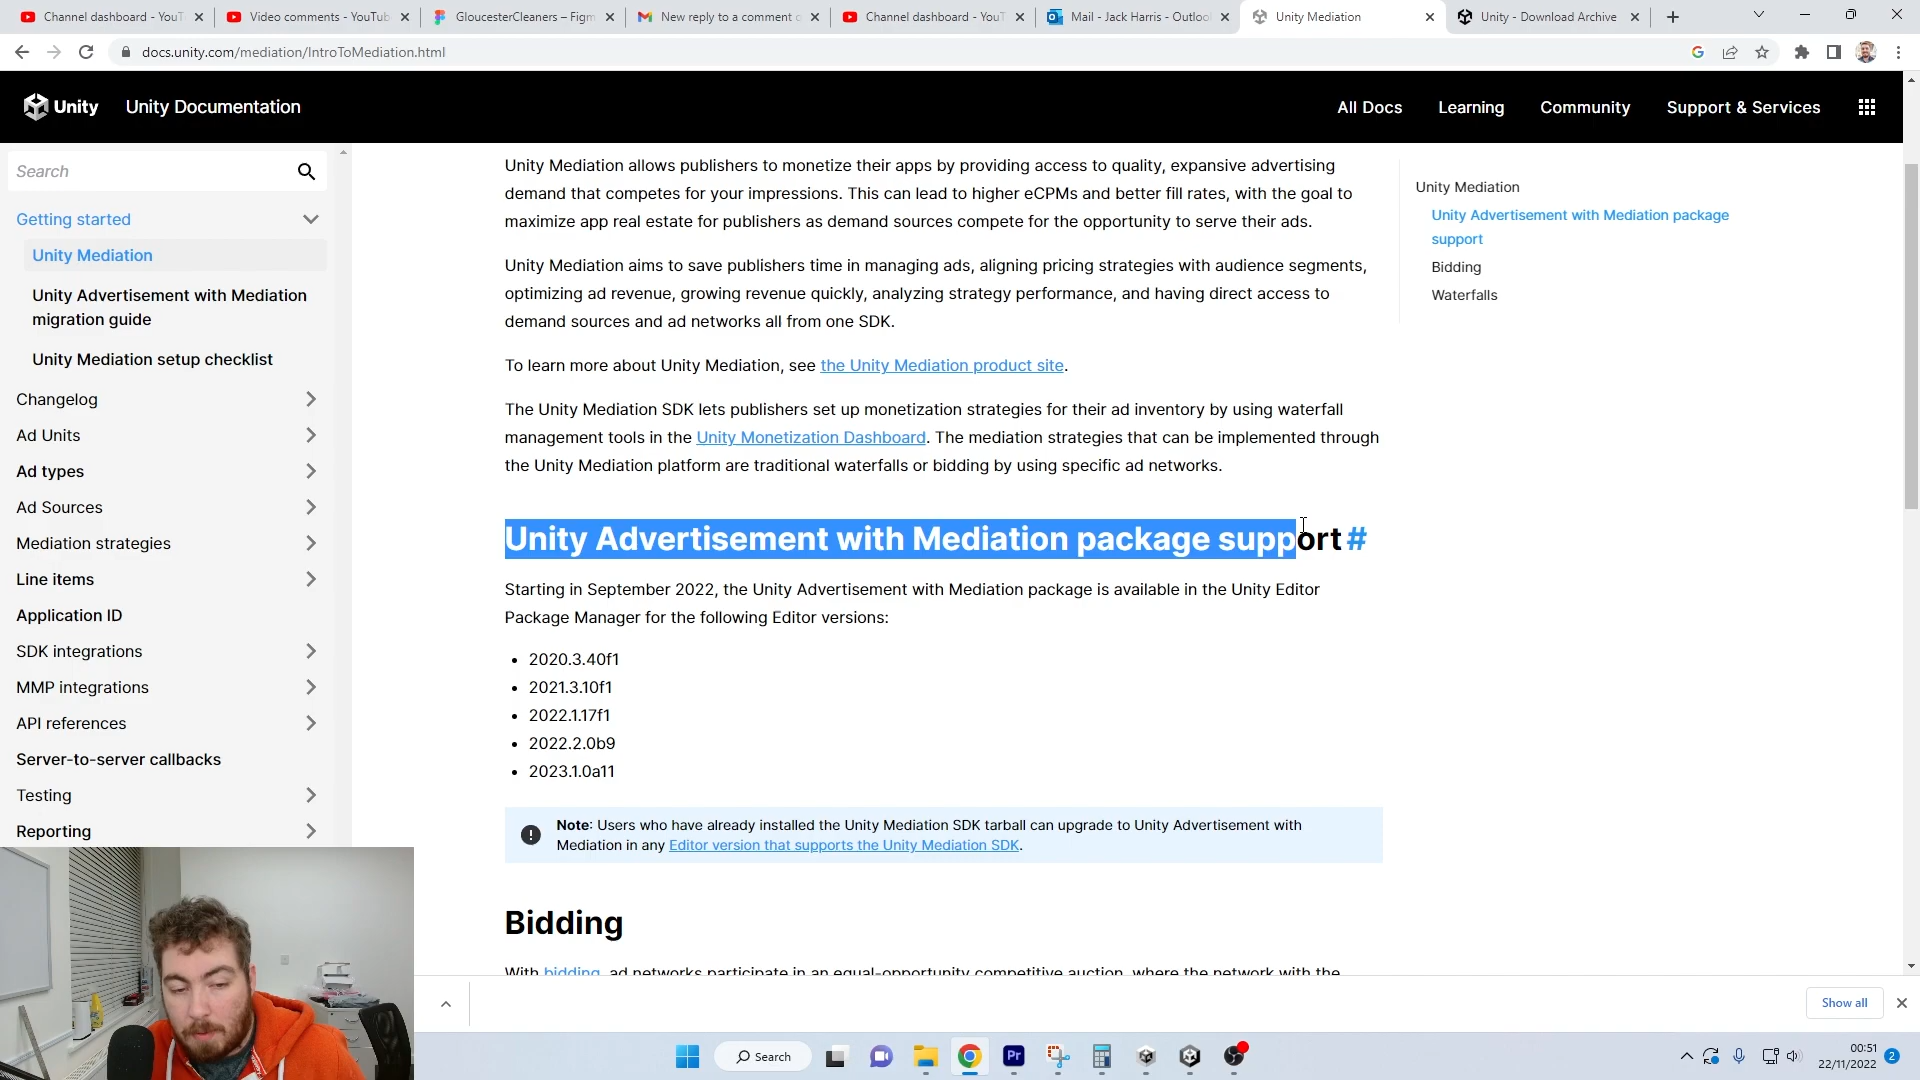 Channel dashboard - YouT
Video comments - YouTub
GloucesterCleaners – Figm
New reply to a comment o
Channel dashboard - YouT
Mail - Jack Harris - Outloo
Unity Mediation
Unity - Download Archive
docs.unity.com/mediation/IntroToMediation.html
Unity
Unity Documentation
All Docs
Learning
Community
Support & Services
Search
Getting started
Unity Mediation
Unity Advertisement with Mediation
migration guide
Unity Mediation setup checklist
Changelog
Ad Units
Ad types
Ad Sources
Mediation strategies
Line items
Application ID
SDK integrations
MMP integrations
API references
Server-to-server callbacks
Testing
Reporting
Unity Mediation allows publishers to monetize their apps by providing access to quality, expansive advertising
demand that competes for your impressions. This can lead to higher eCPMs and better fill rates, with the goal to
maximize app real estate for publishers as demand sources compete for the opportunity to serve their ads.
Unity Mediation aims to save publishers time in managing ads, aligning pricing strategies with audience segments,
optimizing ad revenue, growing revenue quickly, analyzing strategy performance, and having direct access to
demand sources and ad networks all from one SDK.
To learn more about Unity Mediation, see the Unity Mediation product site.
The Unity Mediation SDK lets publishers set up monetization strategies for their ad inventory by using waterfall
management tools in the Unity Monetization Dashboard. The mediation strategies that can be implemented through
the Unity Mediation platform are traditional waterfalls or bidding by using specific ad networks.
Unity Advertisement with Mediation package support #
Starting in September 2022, the Unity Advertisement with Mediation package is available in the Unity Editor
Package Manager for the following Editor versions:
• 2020.3.40f1
• 2021.3.10f1
• 2022.1.17f1
• 2022.2.0b9
• 2023.1.0a11
Note: Users who have already installed the Unity Mediation SDK tarball can upgrade to Unity Advertisement with
Mediation in any Editor version that supports the Unity Mediation SDK.
Bidding
With bidding, ad networks participate in an equal-opportunity competitive auction, where the network with the
Unity Mediation
Unity Advertisement with Mediation package
support
Bidding
Waterfalls
Show all
Search
Pr
00:51
22/11/2022
2